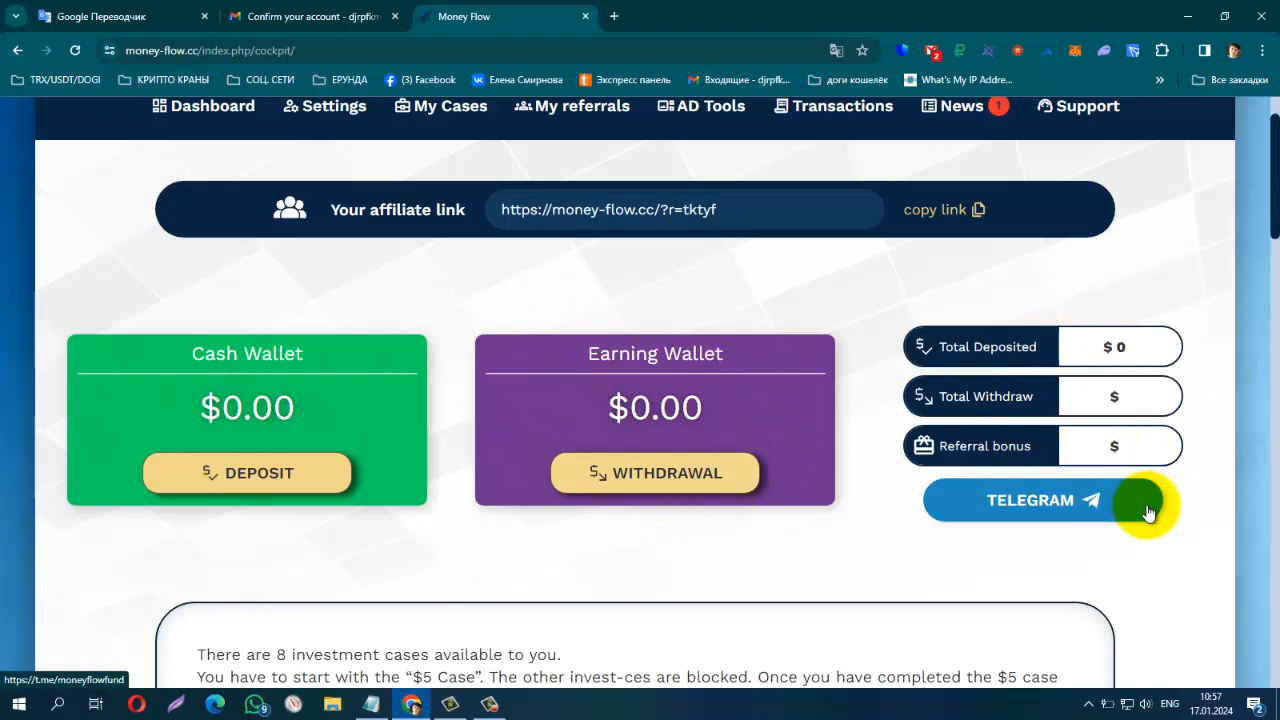 Google Переводчик
Confirm your account - djrpfkm
Money Flow
money-flow.cc/index.php/cockpit/
2
TRX/USDT/DOGI
КРИПТО КРАНЫ
СОЦ. СЕТИ
ЕРУНДА
(3) Facebook
Елена Смирнова
Экспресс панель
Входящие - djrpfk...
доги кошелёк
What's My IP Addre...
»
Все закладки
Dashboard
Settings
My Cases
My referrals
AD Tools
Transactions
News 1
Support
Your affiliate link
https://money-flow.cc/?r=tktyf
copy link
Cash Wallet
$0.00
DEPOSIT
Earning Wallet
$0.00
WITHDRAWAL
Total Deposited
$ 0
Total Withdraw
$
Referral bonus
$
TELEGRAM
There are 8 investment cases available to you.
You have to start with the “$5 Case”. The other invest-ces are blocked. Once you have completed the $5 case
https://t.me/moneyflowfund
9
ENG
10:57
17.01.2024
2